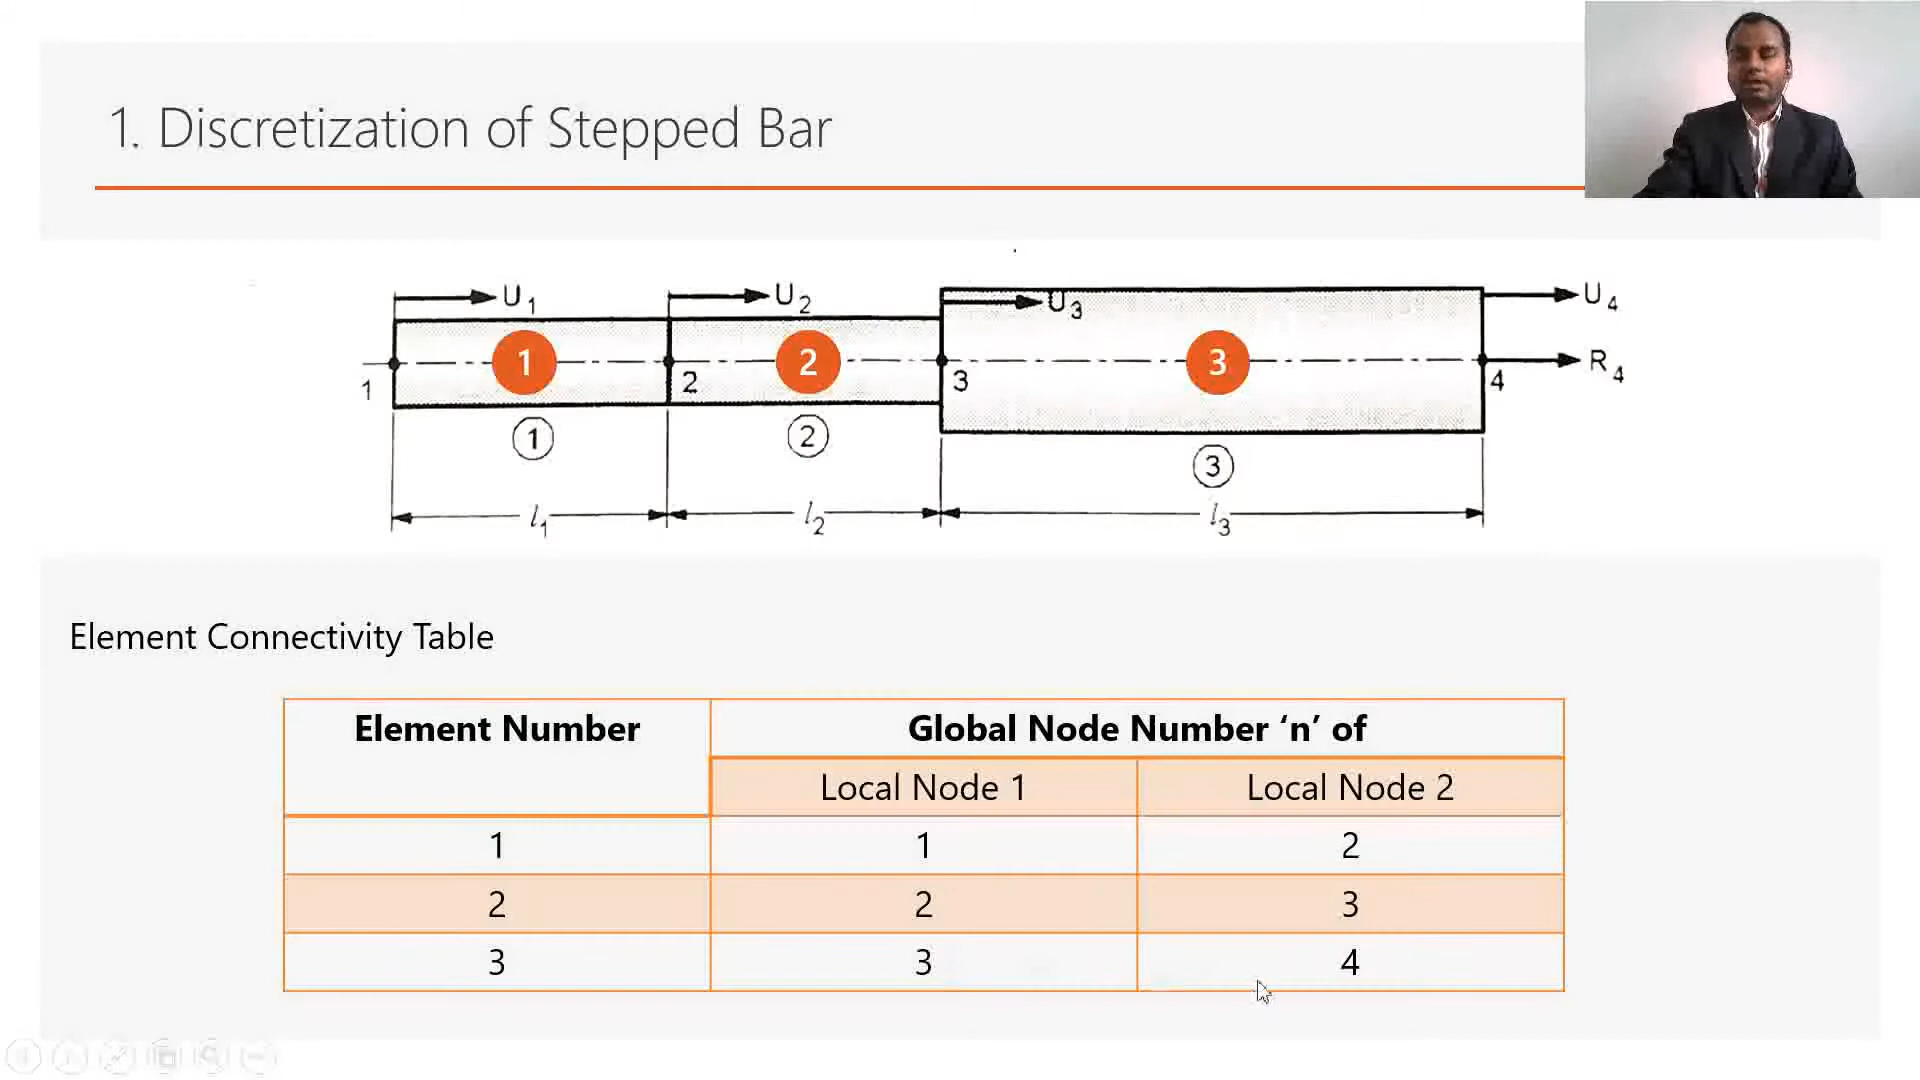 1. Discretization of Stepped Bar
U1 U2 U3 U4
1 2 3
R4
1 2 3 4
1 2 3
l1 l2 l3
Element Connectivity Table
Element Number Global Node Number ‘n’ of
Local Node 1 Local Node 2
1 1 2
2 2 3
3 3 4